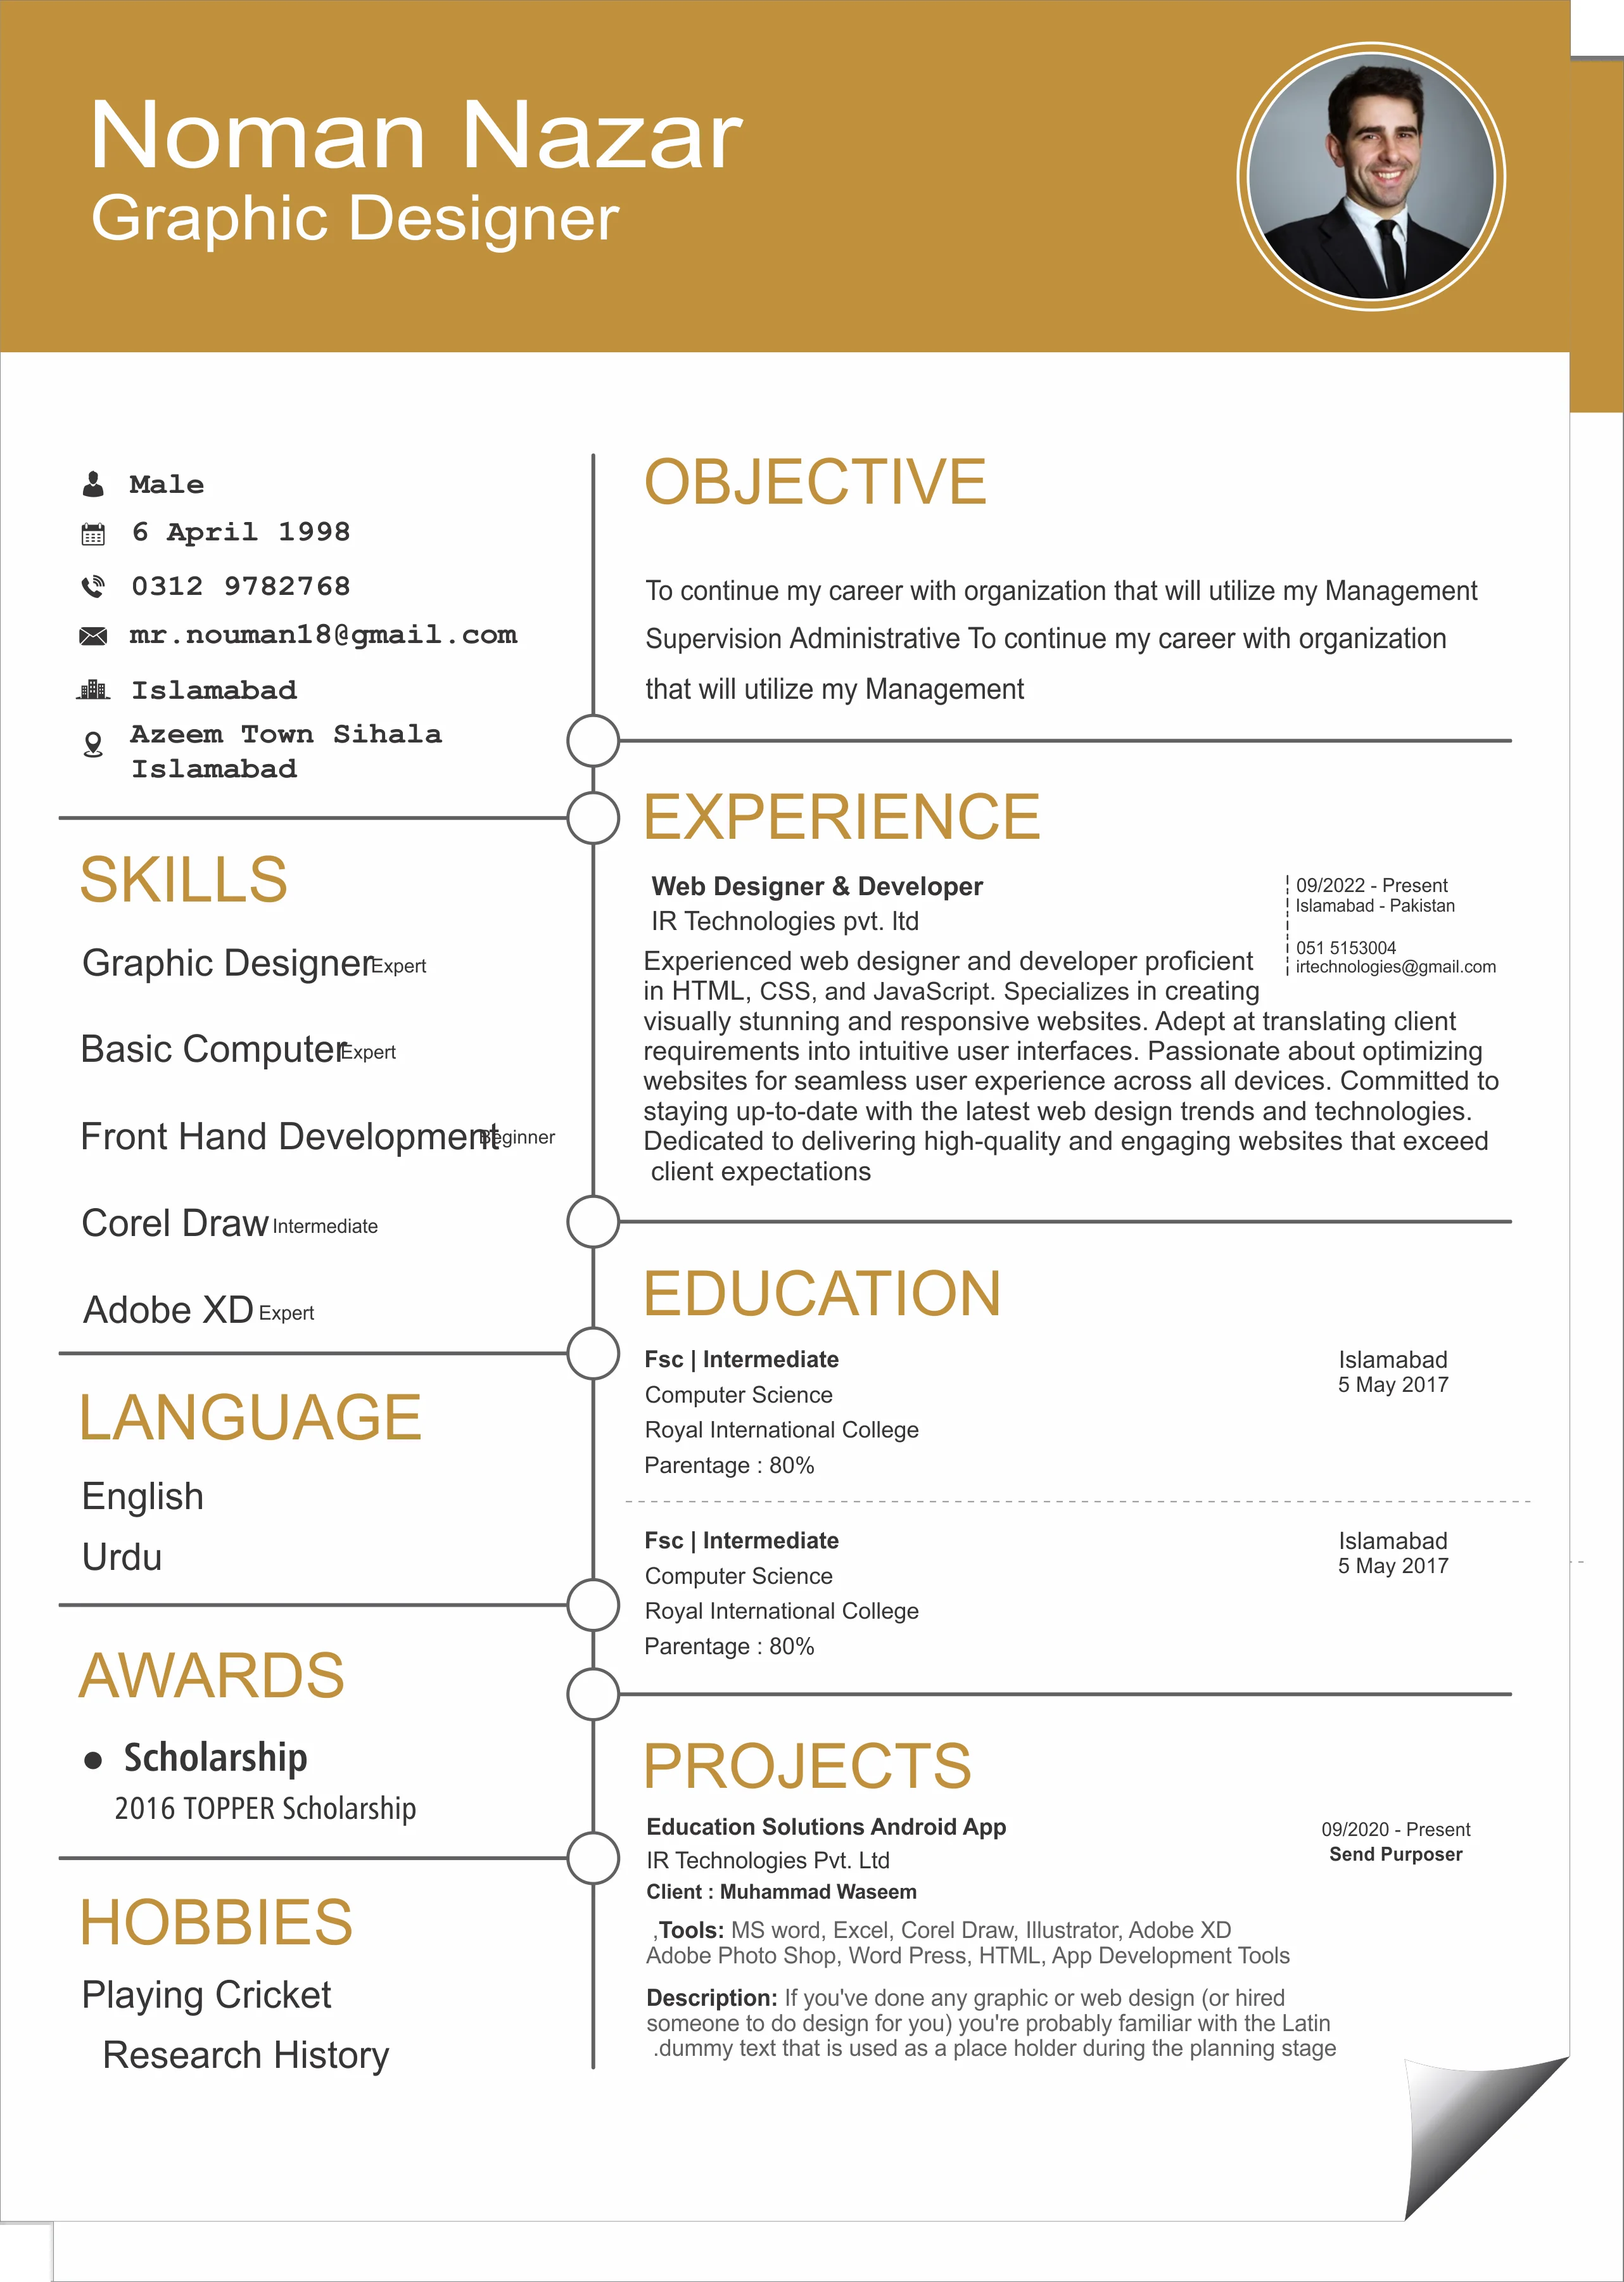 Noman Nazar
Graphic Designer
Male
6 April 1998
0312 9782768
mr.nouman18@gmail.com
Islamabad
Azeem Town Sihala
Islamabad
SKILLS
Graphic Designer Expert
Basic Computer Expert
Front Hand Development Beginner
Corel Draw Intermediate
Adobe XD Expert
LANGUAGE
English
Urdu
AWARDS
● Scholarship
2016 TOPPER Scholarship
HOBBIES
Playing Cricket
Research History
OBJECTIVE
To continue my career with organization that will utilize my Management
Supervision Administrative To continue my career with organization
that will utilize my Management
EXPERIENCE
Web Designer & Developer
IR Technologies pvt. ltd
09/2022 - Present
Islamabad - Pakistan
051 5153004
irtechnologies@gmail.com
Experienced web designer and developer proficient
in HTML, CSS, and JavaScript. Specializes in creating
visually stunning and responsive websites. Adept at translating client
requirements into intuitive user interfaces. Passionate about optimizing
websites for seamless user experience across all devices. Committed to
staying up-to-date with the latest web design trends and technologies.
Dedicated to delivering high-quality and engaging websites that exceed
client expectations
EDUCATION
Fsc | Intermediate
Computer Science
Royal International College
Parentage : 80%
Islamabad
5 May 2017
Fsc | Intermediate
Computer Science
Royal International College
Parentage : 80%
Islamabad
5 May 2017
PROJECTS
Education Solutions Android App
IR Technologies Pvt. Ltd
Client : Muhammad Waseem
09/2020 - Present
Send Purposer
,Tools: MS word, Excel, Corel Draw, Illustrator, Adobe XD
Adobe Photo Shop, Word Press, HTML, App Development Tools
Description: If you've done any graphic or web design (or hired
someone to do design for you) you're probably familiar with the Latin
.dummy text that is used as a place holder during the planning stage